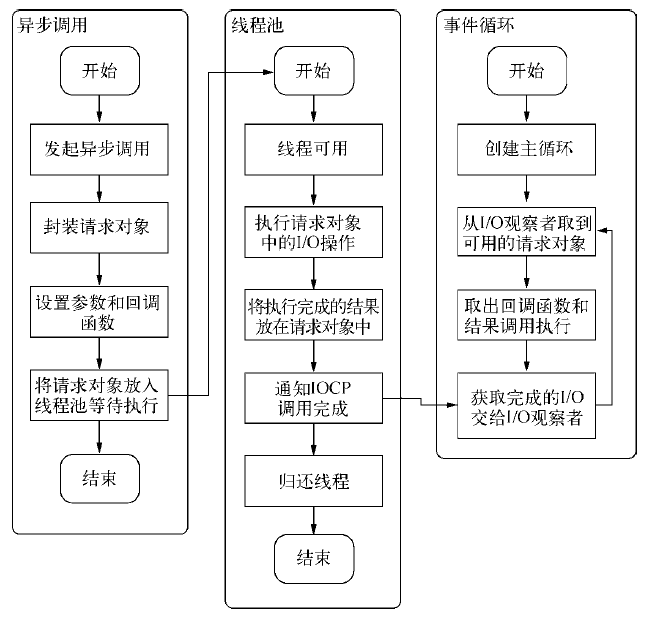 异步调用
开始
发起异步调用
封装请求对象
设置参数和回调
函数
将请求对象放入
线程池等待执行
结束
线程池
开始
线程可用
执行请求对象
中的I/O操作
将执行完成的结果
放在请求对象中
通知IOCP
调用完成
归还线程
结束
事件循环
开始
创建主循环
从I/O观察者取到
可用的请求对象
取出回调函数和
结果调用执行
获取完成的I/O
交给I/O观察者